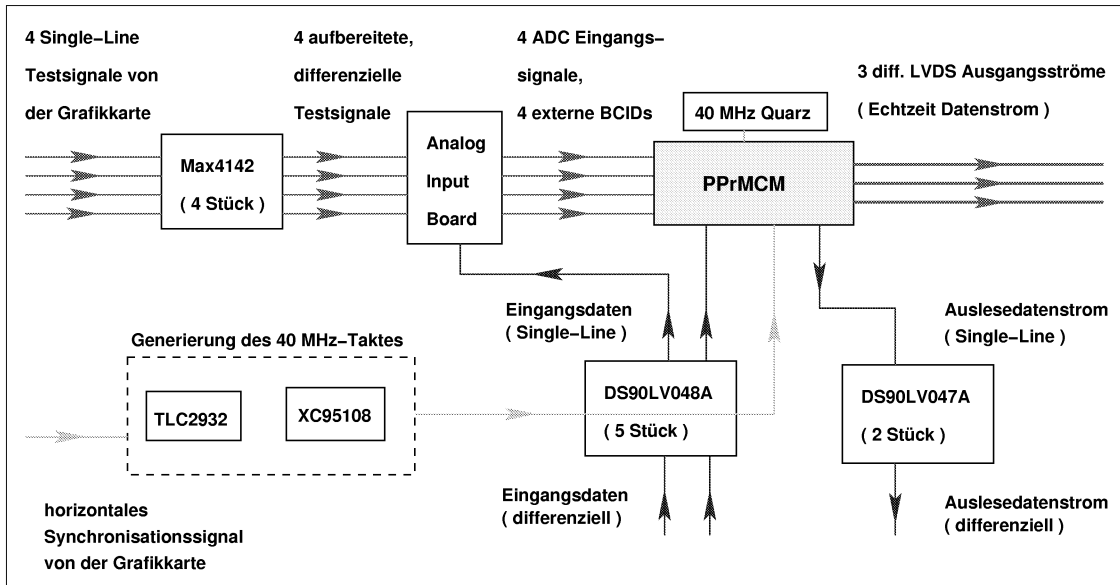 4 Single−Line
Testsignale von
der Grafikkarte
4 aufbereitete,
differenzielle
Testsignale
4 ADC Eingangs−
signale,
4 externe BCIDs
3 diff. LVDS Ausgangsströme
( Echtzeit Datenstrom )
40 MHz Quarz
Max4142
( 4 Stück )
Analog
Input
Board
PPrMCM
Eingangsdaten
( Single−Line )
Auslesedatenstrom
( Single−Line )
Generierung des 40 MHz−Taktes
TLC2932
XC95108
DS90LV048A
( 5 Stück )
DS90LV047A
( 2 Stück )
horizontales
Synchronisationssignal
von der Grafikkarte
Eingangsdaten
( differenziell )
Auslesedatenstrom
( differenziell )